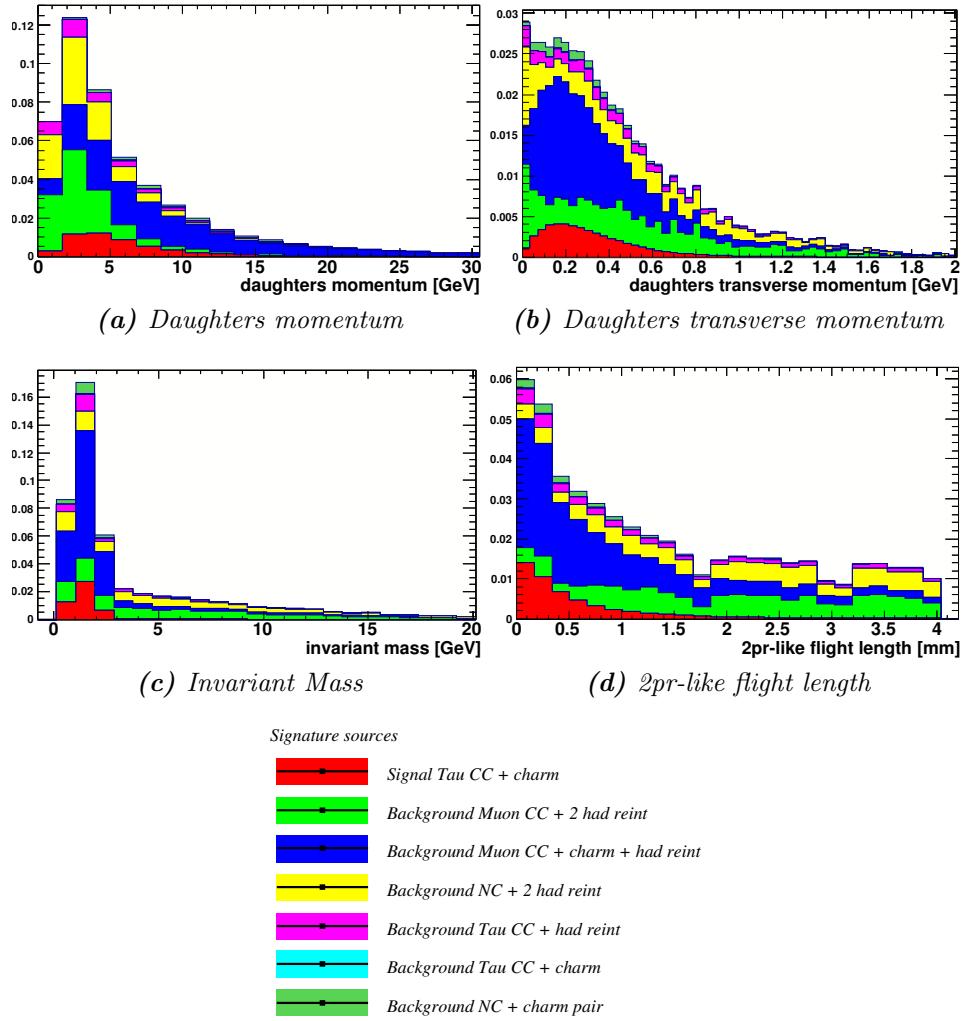 0.12
0.1
0.08
0.06
0.04
0.02
0
0 5 10 15 20 25 30
daughters momentum [GeV]
(a) Daughters momentum
0.03
0.025
0.02
0.015
0.01
0.005
0
0 0.2 0.4 0.6 0.8 1 1.2 1.4 1.6 1.8 2
daughters transverse momentum [GeV]
(b) Daughters transverse momentum
0.16
0.14
0.12
0.1
0.08
0.06
0.04
0.02
0
0 5 10 15 20
invariant mass [GeV]
(c) Invariant Mass
0.06
0.05
0.04
0.03
0.02
0.01
0
0 0.5 1 1.5 2 2.5 3 3.5 4
2pr-like flight length [mm]
(d) 2pr-like flight length
Signature sources
Signal Tau CC + charm
Background Muon CC + 2 had reint
Background Muon CC + charm + had reint
Background NC + 2 had reint
Background Tau CC + had reint
Background Tau CC + charm
Background NC + charm pair